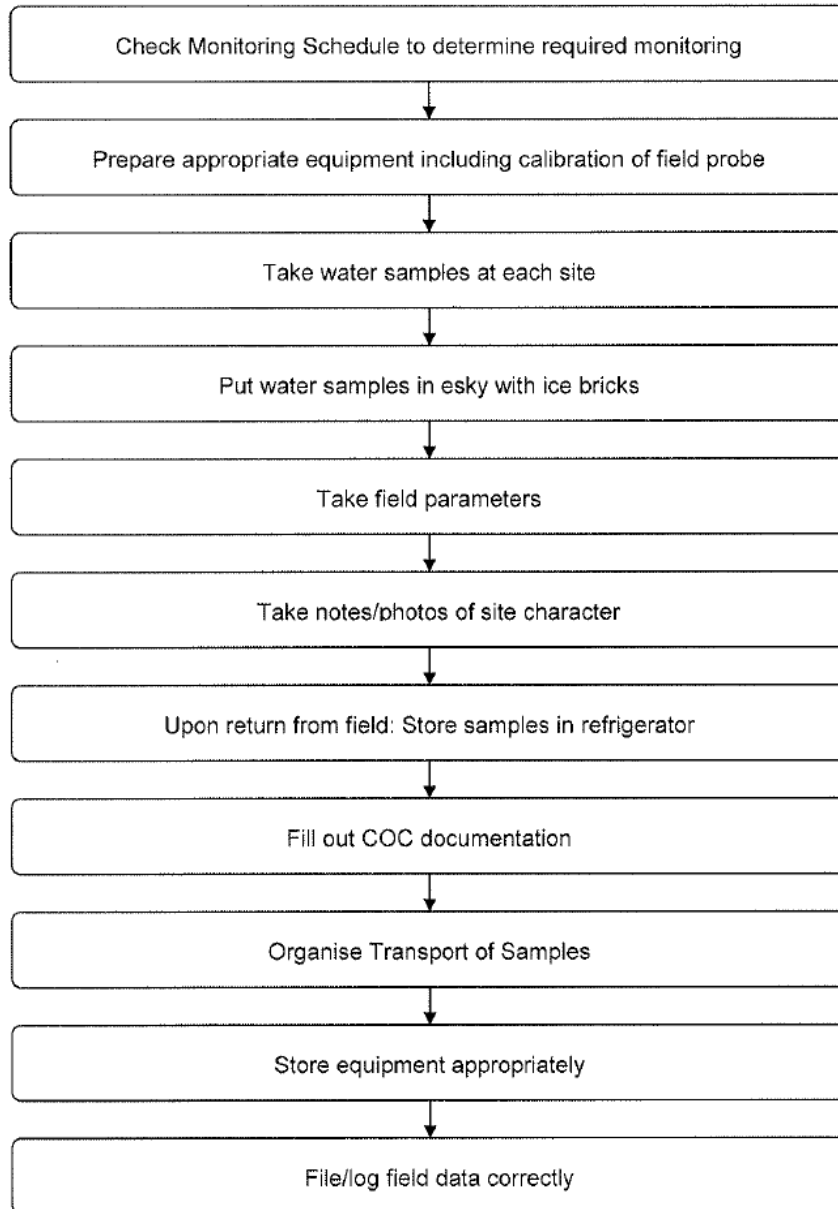 Check Monitoring Schedule to determine required monitoring
Prepare appropriate equipment including calibration of field probe
Take water samples at each site
Put water samples in esky with ice bricks
Take field parameters
Take notes/photos of site character
Upon return from field: Store samples in refrigerator
Fill out COC documentation
Organise Transport of Samples
Store equipment appropriately
File/log field data correctly